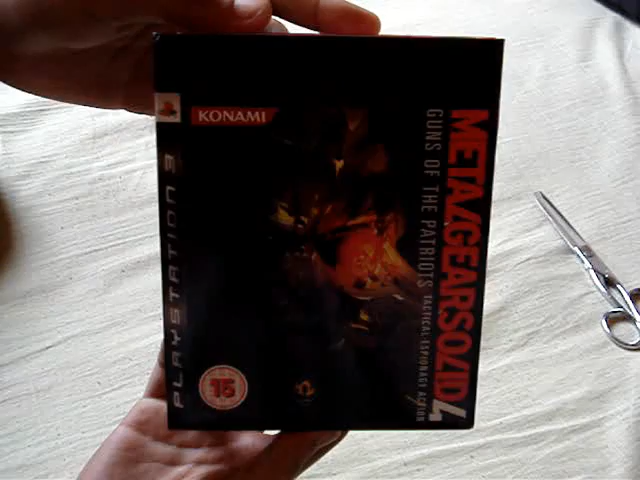 KONAMI
PLAYSTATION 3
METAL GEAR SOLID 4
GUNS OF THE PATRIOTS TACTICAL ESPIONAGE ACTION
15